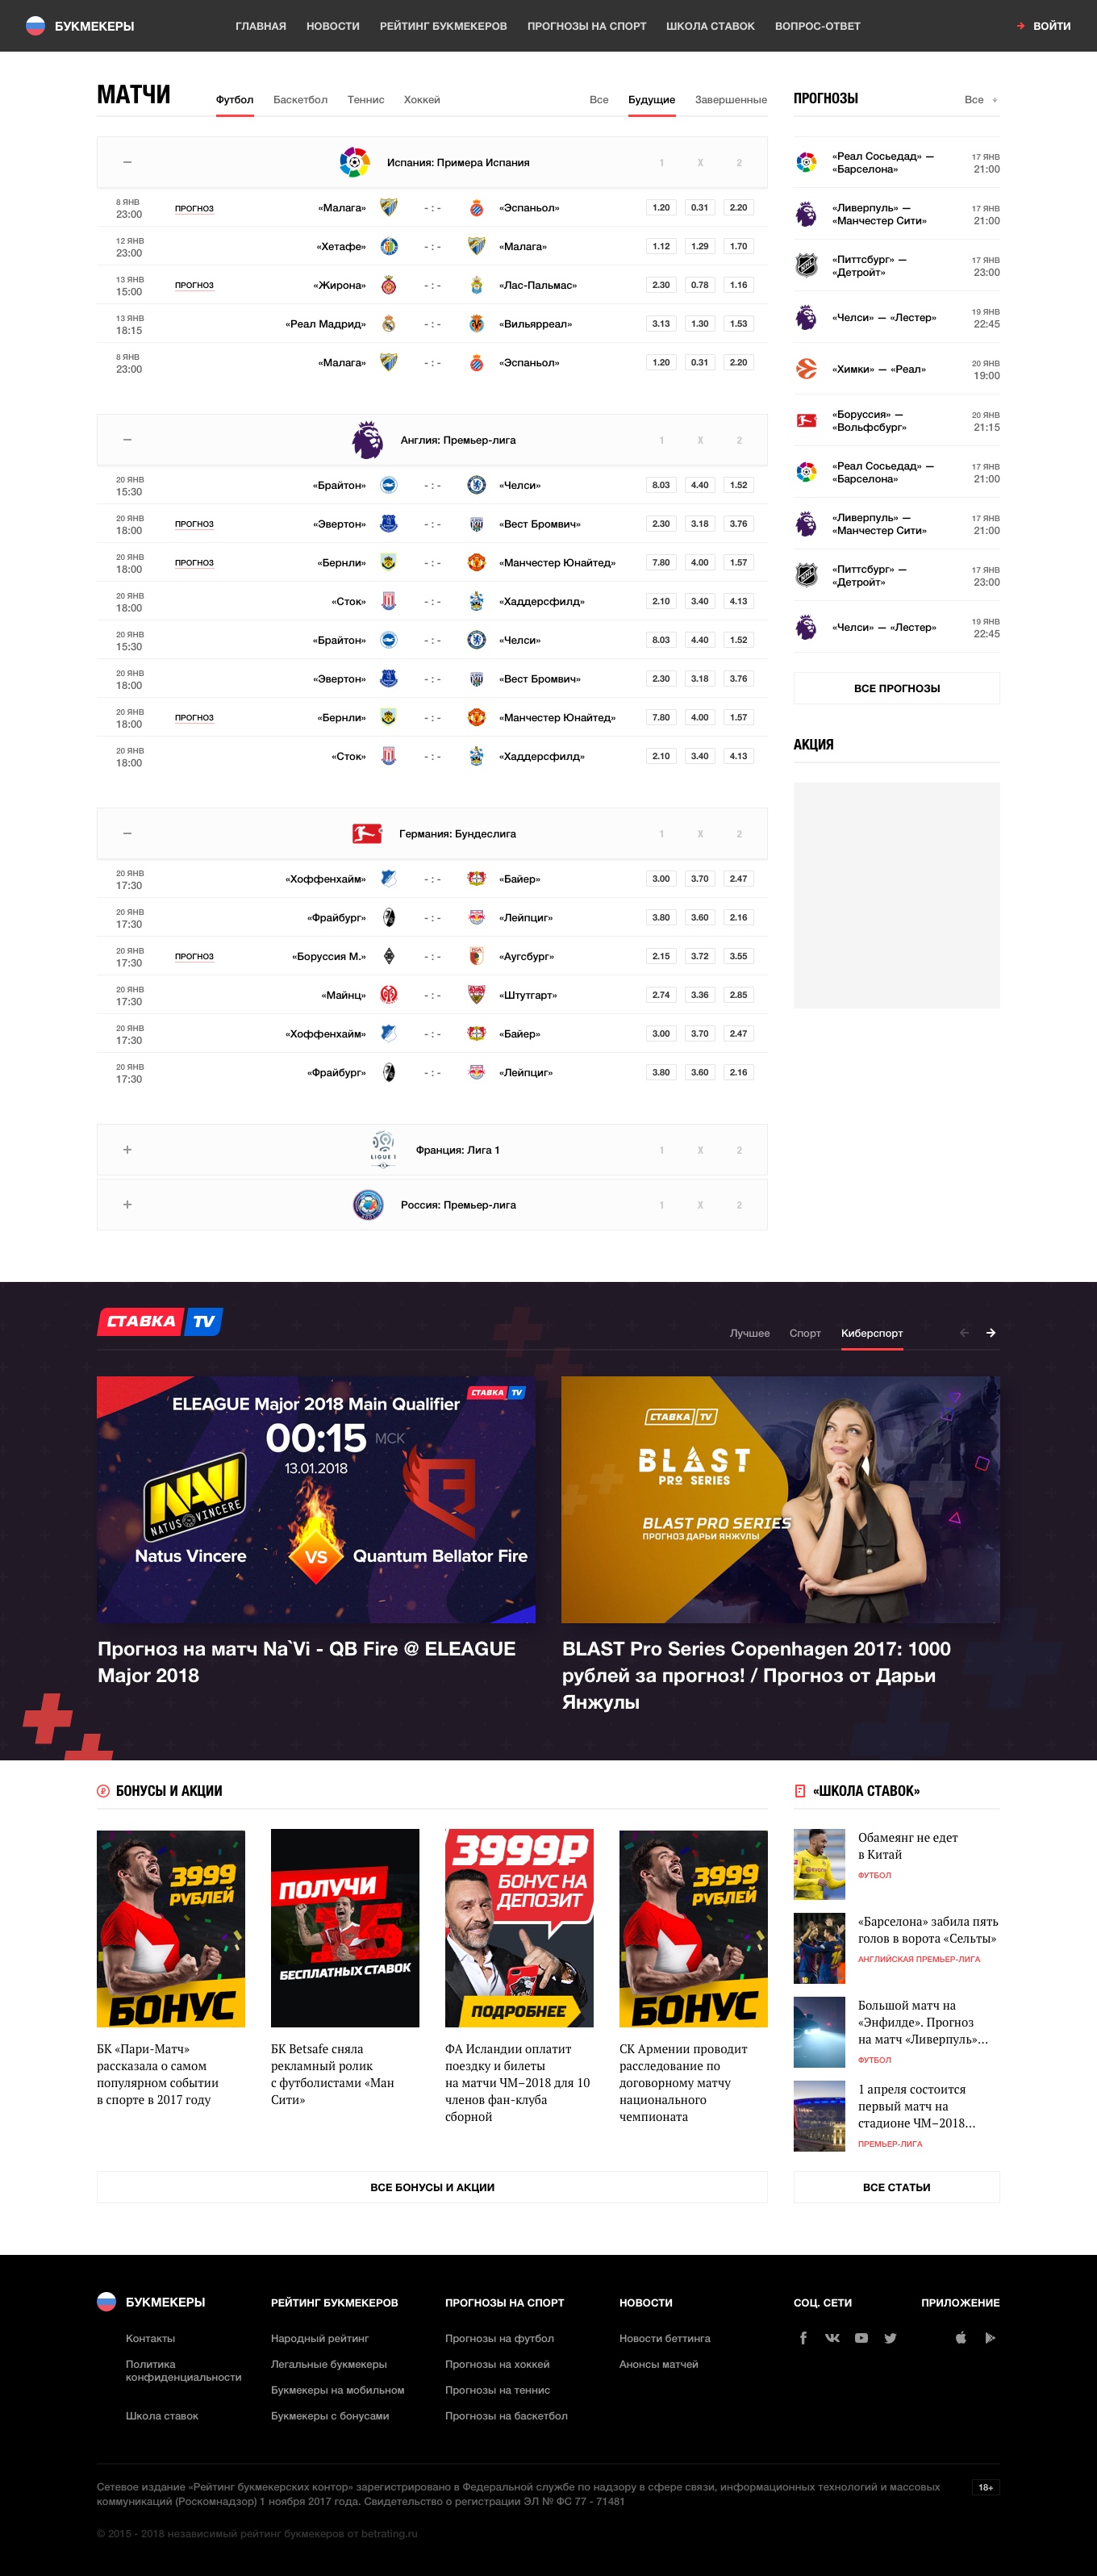 БУКМЕКЕРЫ
ГЛАВНАЯ НОВОСТИ РЕЙТИНГ БУКМЕКЕРОВ ПРОГНОЗЫ НА СПОРТ ШКОЛА СТАВОК ВОПРОС-ОТВЕТ
ВОЙТИ
МАТЧИ
Футбол Баскетбол Теннис Хоккей
Все Будущие Завершенные
Испания: Примера Испания 1 X 2
8 ЯНВ
23:00 ПРОГНОЗ «Малага» - : - «Эспаньол» 1.20 0.31 2.20
12 ЯНВ
23:00 «Хетафе» - : - «Малага» 1.12 1.29 1.70
13 ЯНВ
15:00 ПРОГНОЗ «Жирона» - : - «Лас-Пальмас» 2.30 0.78 1.16
13 ЯНВ
18:15 «Реал Мадрид» - : - «Вильярреал» 3.13 1.30 1.53
8 ЯНВ
23:00 «Малага» - : - «Эспаньол» 1.20 0.31 2.20
Англия: Премьер-лига 1 X 2
20 ЯНВ
15:30 «Брайтон» - : - «Челси» 8.03 4.40 1.52
20 ЯНВ
18:00 ПРОГНОЗ «Эвертон» - : - «Вест Бромвич» 2.30 3.18 3.76
20 ЯНВ
18:00 ПРОГНОЗ «Бернли» - : - «Манчестер Юнайтед» 7.80 4.00 1.57
20 ЯНВ
18:00 «Сток» - : - «Хаддерсфилд» 2.10 3.40 4.13
20 ЯНВ
15:30 «Брайтон» - : - «Челси» 8.03 4.40 1.52
20 ЯНВ
18:00 «Эвертон» - : - «Вест Бромвич» 2.30 3.18 3.76
20 ЯНВ
18:00 ПРОГНОЗ «Бернли» - : - «Манчестер Юнайтед» 7.80 4.00 1.57
20 ЯНВ
18:00 «Сток» - : - «Хаддерсфилд» 2.10 3.40 4.13
Германия: Бундеслига 1 X 2
20 ЯНВ
17:30 «Хоффенхайм» - : - «Байер» 3.00 3.70 2.47
20 ЯНВ
17:30 «Фрайбург» - : - «Лейпциг» 3.80 3.60 2.16
20 ЯНВ
17:30 ПРОГНОЗ «Боруссия М.» - : - «Аугсбург» 2.15 3.72 3.55
20 ЯНВ
17:30 «Майнц» - : - «Штутгарт» 2.74 3.36 2.85
20 ЯНВ
17:30 «Хоффенхайм» - : - «Байер» 3.00 3.70 2.47
20 ЯНВ
17:30 «Фрайбург» - : - «Лейпциг» 3.80 3.60 2.16
LIGUE 1
Франция: Лига 1 1 X 2
Россия: Премьер-лига 1 X 2
ПРОГНОЗЫ Все
«Реал Сосьедад» — 17 ЯНВ
«Барселона» 21:00
«Ливерпуль» — 17 ЯНВ
«Манчестер Сити» 21:00
«Питтсбург» — 17 ЯНВ
«Детройт» 23:00
«Челси» — «Лестер» 19 ЯНВ
22:45
«Химки» — «Реал» 20 ЯНВ
19:00
«Боруссия» — 20 ЯНВ
«Вольфсбург» 21:15
«Реал Сосьедад» — 17 ЯНВ
«Барселона» 21:00
«Ливерпуль» — 17 ЯНВ
«Манчестер Сити» 21:00
«Питтсбург» — 17 ЯНВ
«Детройт» 23:00
«Челси» — «Лестер» 19 ЯНВ
22:45
ВСЕ ПРОГНОЗЫ
АКЦИЯ
СТАВКА TV
Лучшее Спорт Киберспорт
СТАВКА TV
ELEAGUE Major 2018 Main Qualifier
00:15 МСК
13.01.2018
NAVI
NATUS VINCERE
Natus Vincere VS Quantum Bellator Fire
Прогноз на матч Na`Vi - QB Fire @ ELEAGUE
Major 2018
СТАВКА TV
BLAST
PRO SERIES
BLAST PRO SERIES
ПРОГНОЗ ДАРЬИ ЯНЖУЛЫ
BLAST Pro Series Copenhagen 2017: 1000
рублей за прогноз! / Прогноз от Дарьи
Янжулы
БОНУСЫ И АКЦИИ
3999
РУБЛЕЙ
БОНУС
БК «Пари-Матч»
рассказала о самом
популярном событии
в спорте в 2017 году
ПОЛУЧИ
15
БЕСПЛАТНЫХ СТАВОК
БК Betsafe сняла
рекламный ролик
с футболистами «Ман
Сити»
3999₽
БОНУС НА
ДЕПОЗИТ
ПОДРОБНЕЕ
ФА Исландии оплатит
поездку и билеты
на матчи ЧМ–2018 для 10
членов фан-клуба
сборной
3999
РУБЛЕЙ
БОНУС
СК Армении проводит
расследование по
договорному матчу
национального
чемпионата
ВСЕ БОНУСЫ И АКЦИИ
«ШКОЛА СТАВОК»
Обамеянг не едет
в Китай
ФУТБОЛ
«Барселона» забила пять
голов в ворота «Сельты»
АНГЛИЙСКАЯ ПРЕМЬЕР-ЛИГА
Большой матч на
«Энфилде». Прогноз
на матч «Ливерпуль»...
ФУТБОЛ
1 апреля состоится
первый матч на
стадионе ЧМ–2018...
ПРЕМЬЕР-ЛИГА
ВСЕ СТАТЬИ
БУКМЕКЕРЫ
Контакты
Политика
конфиденциальности
Школа ставок
РЕЙТИНГ БУКМЕКЕРОВ
Народный рейтинг
Легальные букмекеры
Букмекеры на мобильном
Букмекеры с бонусами
ПРОГНОЗЫ НА СПОРТ
Прогнозы на футбол
Прогнозы на хоккей
Прогнозы на теннис
Прогнозы на баскетбол
НОВОСТИ
Новости беттинга
Анонсы матчей
СОЦ. СЕТИ
ПРИЛОЖЕНИЕ
Сетевое издание «Рейтинг букмекерских контор» зарегистрировано в Федеральной службе по надзору в сфере связи, информационных технологий и массовых
коммуникаций (Роскомнадзор) 1 ноября 2017 года. Свидетельство о регистрации ЭЛ № ФС 77 - 71481
18+
© 2015 - 2018 независимый рейтинг букмекеров от betrating.ru